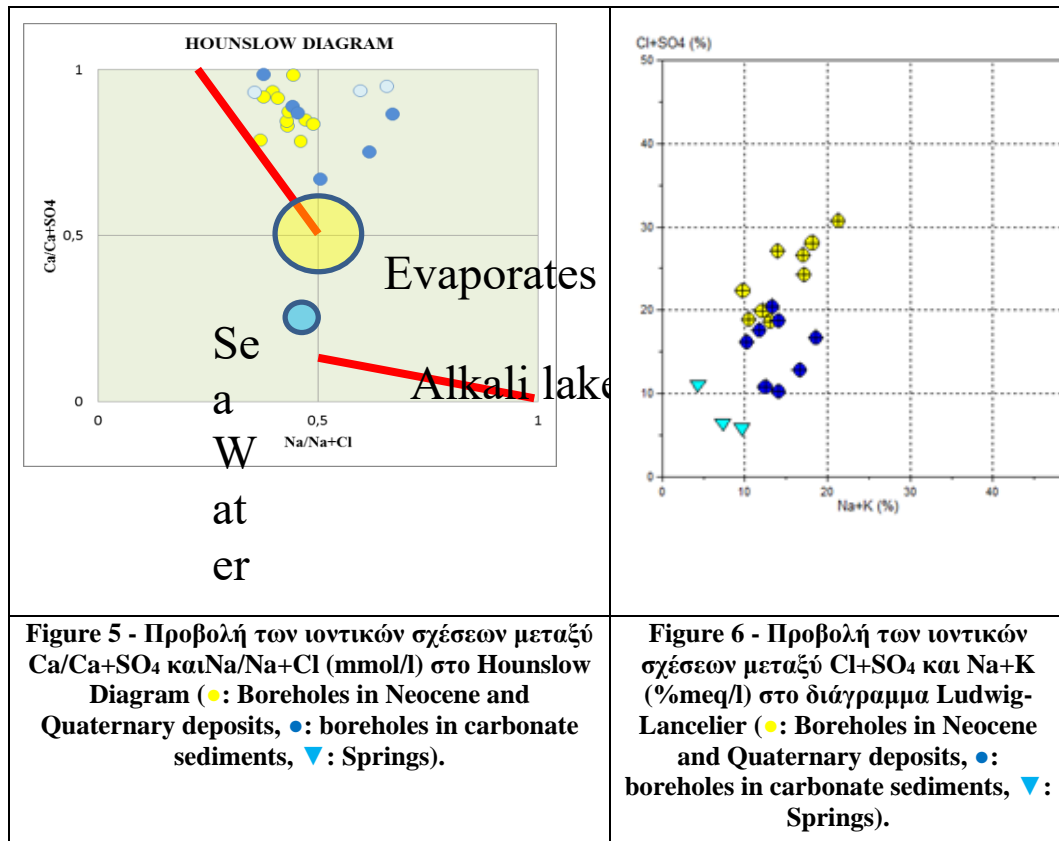 HOUNSLOW DIAGRAM
1
0,5
0
Ca/Ca+SO4
0
0,5
1
Na/Na+Cl
Evaporates
Alkali lake
Se
a
W
at
er
Cl+SO4 (%)
50
40
30
20
10
0
0
10
20
30
40
Na+K (%)
Figure 5 - Προβολή των ιοντικών σχέσεων μεταξύ
Ca/Ca+SO₄ καιNa/Na+Cl (mmol/l) στο Hounslow
Diagram (●: Boreholes in Neocene and
Quaternary deposits, ●: boreholes in carbonate
sediments, ▼: Springs).
Figure 6 - Προβολή των ιοντικών
σχέσεων μεταξύ Cl+SO₄ και Na+K
(%meq/l) στο διάγραμμα Ludwig-
Lancelier (●: Boreholes in Neocene
and Quaternary deposits, ●:
boreholes in carbonate sediments, ▼:
Springs).